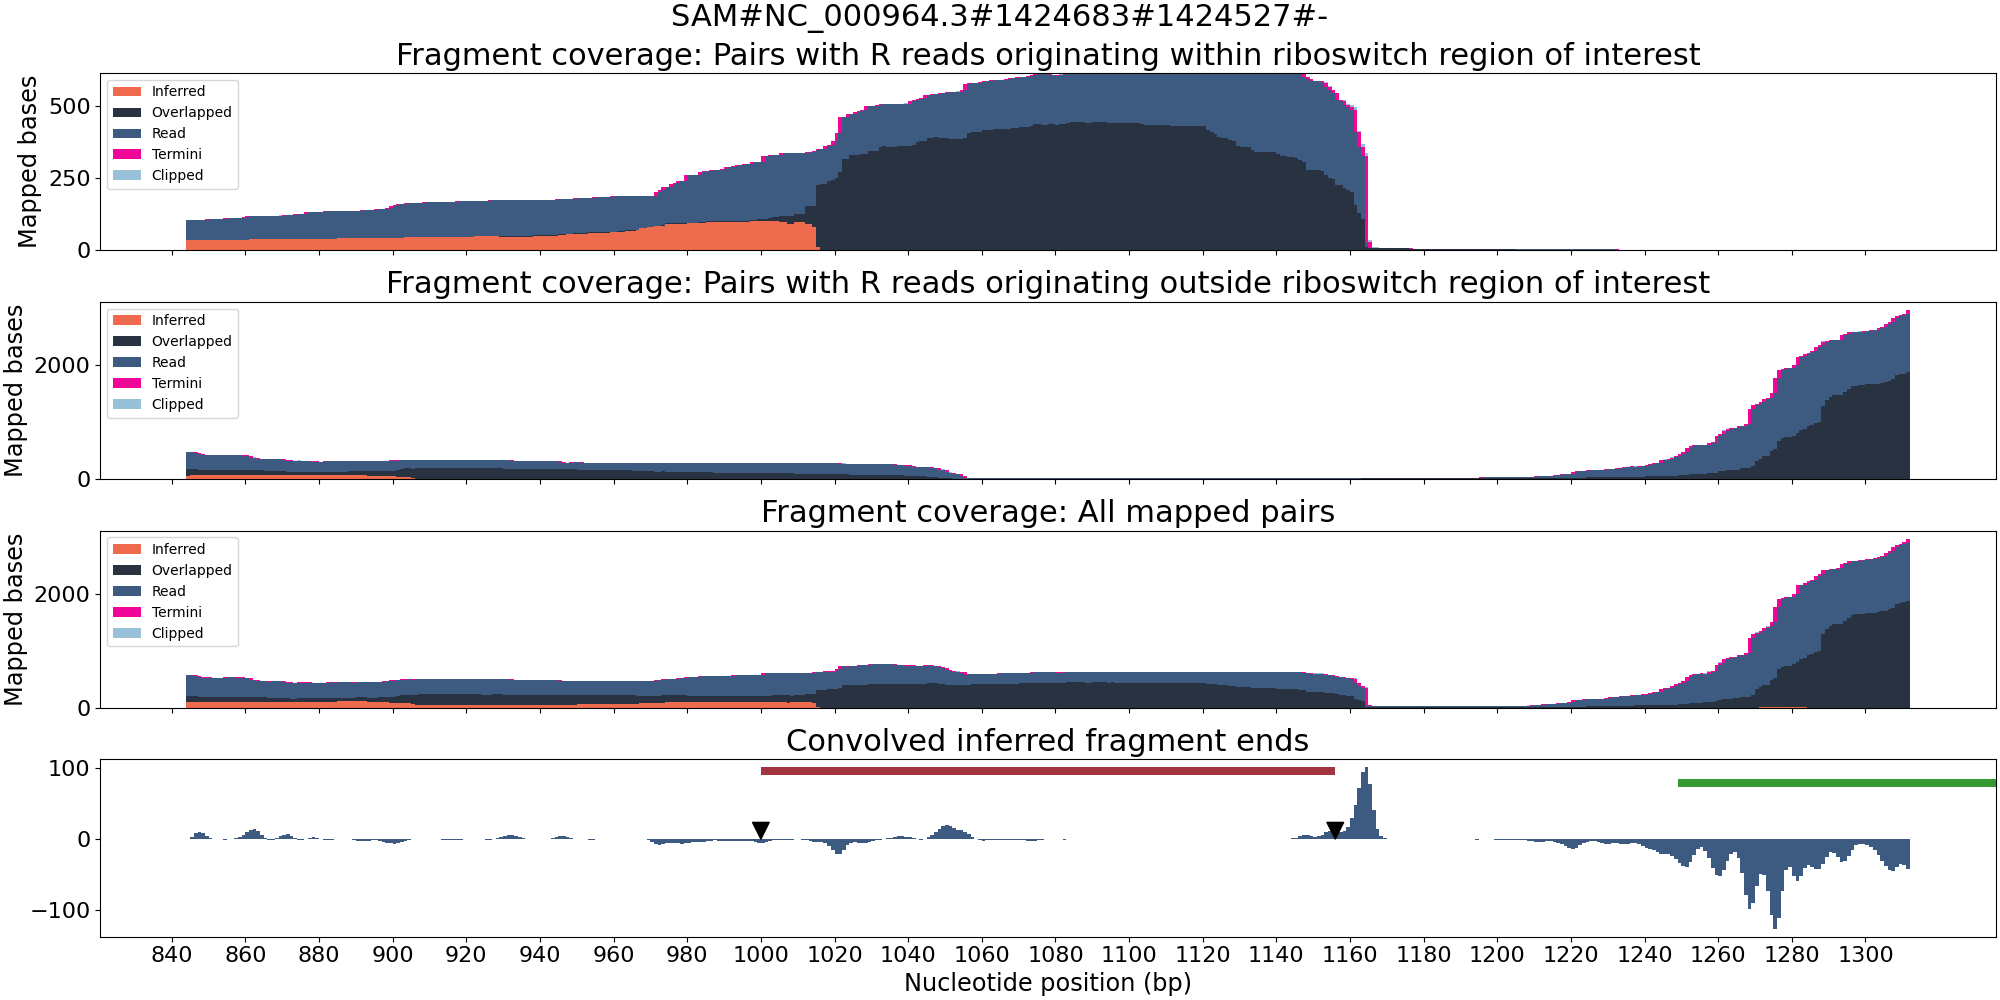 SAM#NC_000964.3#1424683#1424527#-
Fragment coverage: Pairs with R reads originating within riboswitch region of interest
Mapped bases
500
250
0
Inferred
Overlapped
Read
Termini
Clipped
Fragment coverage: Pairs with R reads originating outside riboswitch region of interest
Mapped bases
2000
0
Inferred
Overlapped
Read
Termini
Clipped
Fragment coverage: All mapped pairs
Mapped bases
2000
0
Inferred
Overlapped
Read
Termini
Clipped
Convolved inferred fragment ends
100
0
−100
840 860 880 900 920 940 960 980 1000 1020 1040 1060 1080 1100 1120 1140 1160 1180 1200 1220 1240 1260 1280 1300
Nucleotide position (bp)